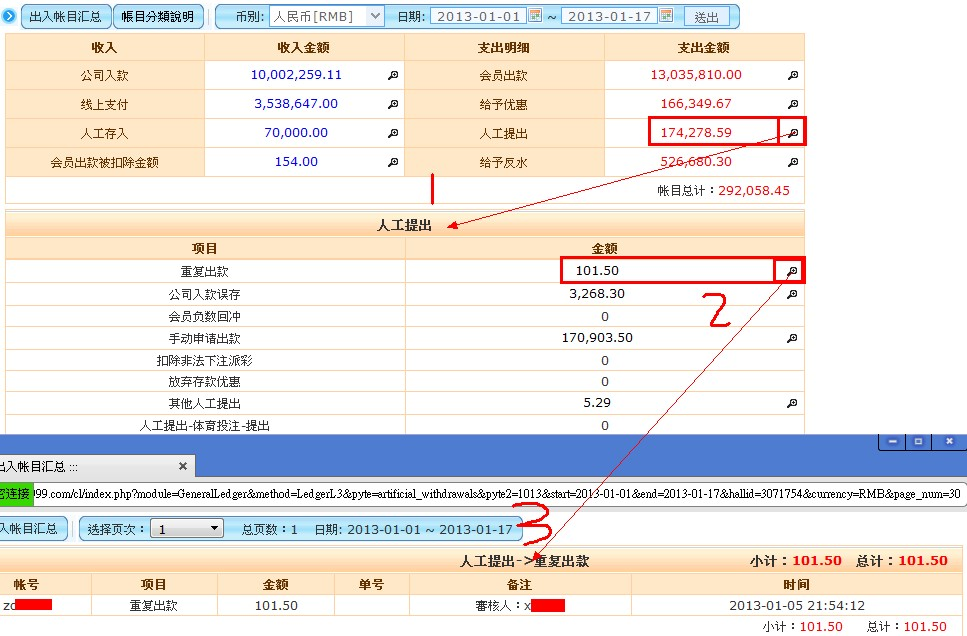 出入帐目汇总 帳目分類說明 币别: 人民币[RMB] 日期: 2013-01-01 ~ 2013-01-17 送出
收入 收入金额 支出明细 支出金额
公司入款 10,002,259.11 会员出款 13,035,810.00
线上支付 3,538,647.00 给予优惠 166,349.67
人工存入 70,000.00 人工提出 174,278.59
会员出款被扣除金额 154.00 给予反水 526,680.30
1
帐目总计：292,058.45
人工提出
项目 金额
重复出款 101.50
公司入款误存 3,268.30
2
会员负数回冲 0
手动申请出款 170,903.50
扣除非法下注派彩 0
放弃存款优惠 0
其他人工提出 5.29
人工提出-体育投注-提出 0
出入帐目汇总 :::
密连接 99.com/cl/index.php?module=GeneralLedger&method=LedgerL3&pyte=artificial_withdrawals&pyte2=1013&start=2013-01-01&end=2013-01-17&hallid=3071754&currency=RMB&page_num=30
入帐目汇总 选择页次： 1 总页数：1 日期: 2013-01-01 ~ 2013-01-17
3
人工提出->重复出款 小计：101.50 总计：101.50
帐号 项目 金额 单号 备注 时间
zc 重复出款 101.50 審核人：x 2013-01-05 21:54:12
小计：101.50 总计：101.50